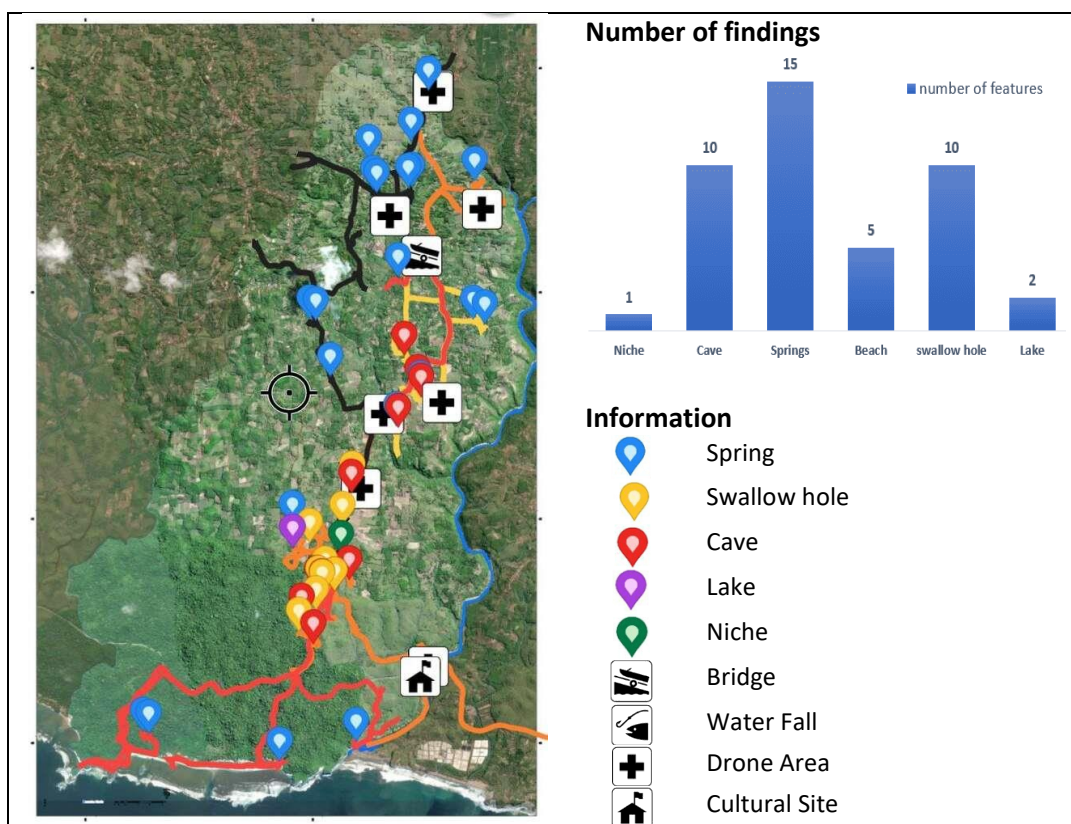 Number of findings
15
number of features
10
10
5
2
1
Niche
Cave
Springs
Beach
swallow hole
Lake
Information
Spring
Swallow hole
Cave
Lake
Niche
Bridge
Water Fall
Drone Area
Cultural Site